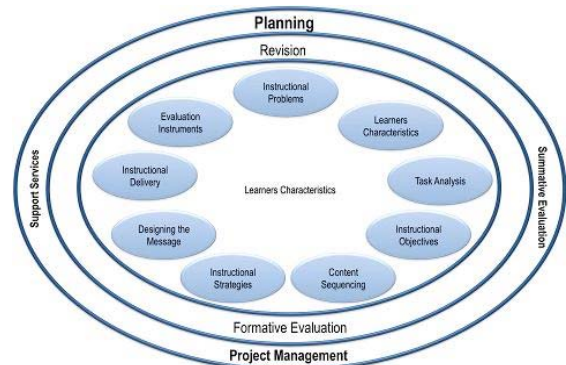 Planning
Revision
Instructional
Problems
Evaluation
Instruments
Learners
Characteristics
Instructional
Delivery
Learners Characteristics
Task Analysis
Designing the
Message
Instructional
Objectives
Instructional
Strategies
Content
Sequencing
Support Services
Summative Evaluation
Formative Evaluation
Project Management